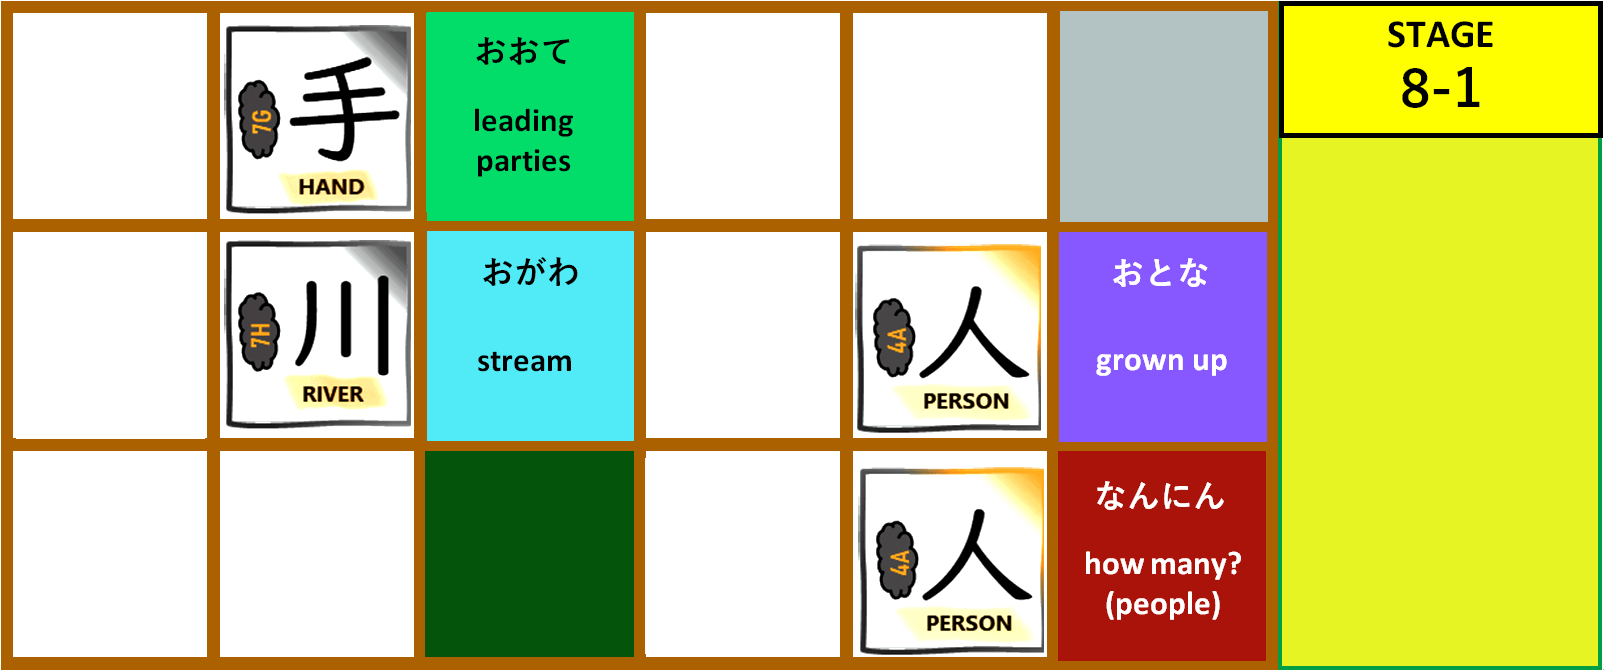 7G
手
HAND
おおて
leading
parties
STAGE
8-1
7H
川
RIVER
おがわ
stream
4A
人
PERSON
おとな
grown up
4A
人
PERSON
なんにん
how many?
(people)